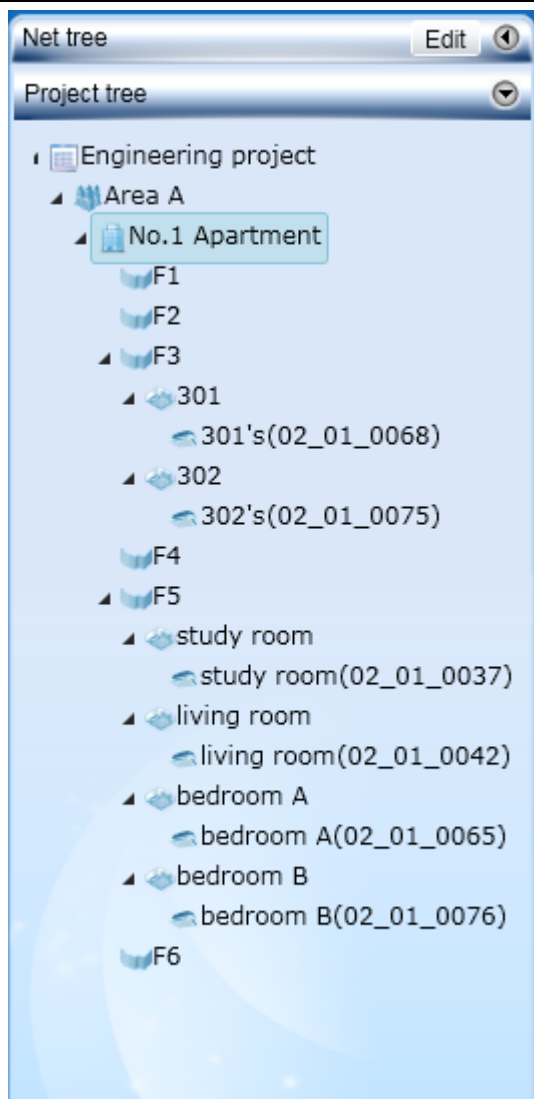 Net tree Edit
Project tree
Engineering project
Area A
No.1 Apartment
F1
F2
F3
301
301's(02_01_0068)
302
302's(02_01_0075)
F4
F5
study room
study room(02_01_0037)
living room
living room(02_01_0042)
bedroom A
bedroom A(02_01_0065)
bedroom B
bedroom B(02_01_0076)
F6